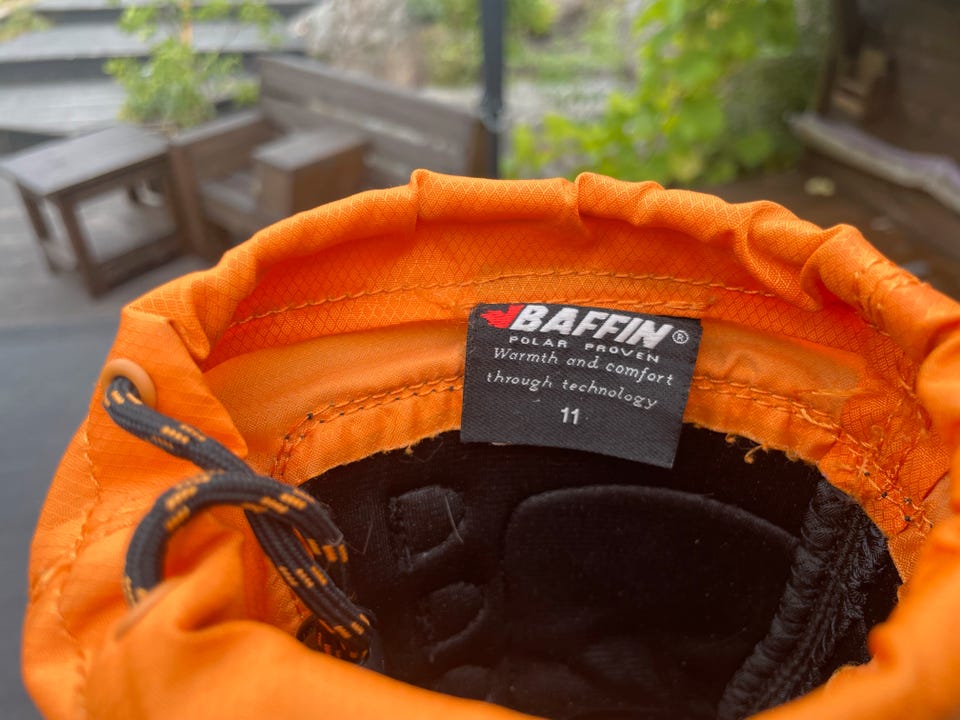 BAFFIN®
POLAR PROVEN
Warmth and comfort
through technology
11